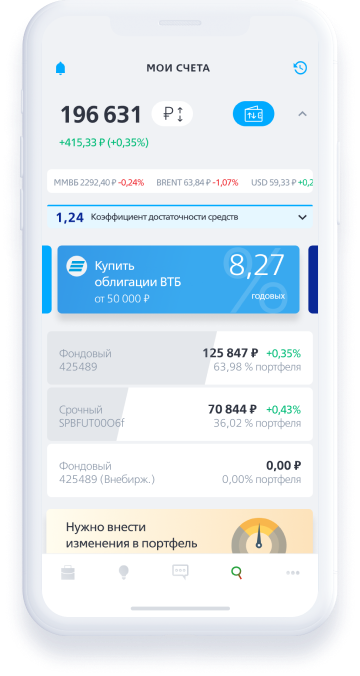 МОИ СЧЕТА
196 631 ₽
+415,33 ₽ (+0,35%)
ММВБ 2292,40 ₽ -0,24% BRENT 63,84 ₽ -1,07% USD 59,33 ₽ +0,2
1,24 Коэффициент достаточности средств
Купить
облигации ВТБ
от 50 000 ₽
8,27
годовых
%
Фондовый 125 847 ₽ +0,35%
425489 63,98 % портфеля
Срочный 70 844 ₽ +0,43%
SPBFUT00O6f 36,02 % портфеля
Фондовый 0,00 ₽
425489 (Внебирж.) 0,00% портфеля
Нужно внести
изменения в портфель